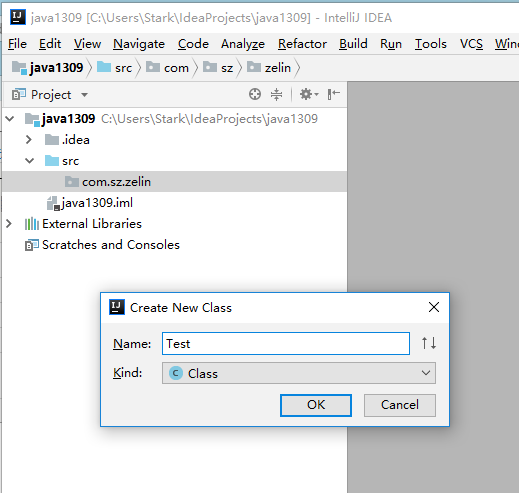 java1309 [C:\Users\Stark\IdeaProjects\java1309] - IntelliJ IDEA
File Edit View Navigate Code Analyze Refactor Build Run Tools VCS
java1309 src com sz zelin
Project
java1309 C:\Users\Stark\IdeaProjects\java1309
.idea
src
com.sz.zelin
java1309.iml
External Libraries
Scratches and Consoles
IJ Create New Class
Name: Test
Kind: C Class
OK Cancel